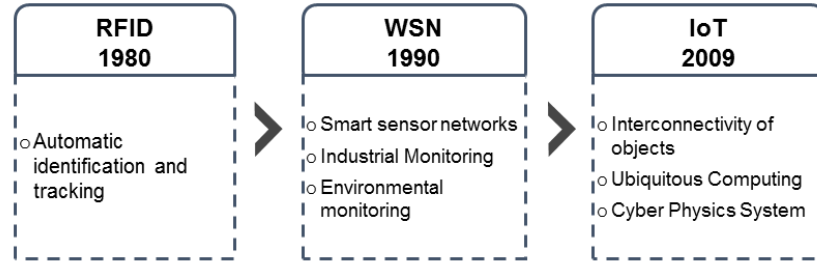 RFID
1980
○ Automatic
identification and
tracking
WSN
1990
○ Smart sensor networks
○ Industrial Monitoring
○ Environmental
monitoring
IoT
2009
○ Interconnectivity of
objects
○ Ubiquitous Computing
○ Cyber Physics System